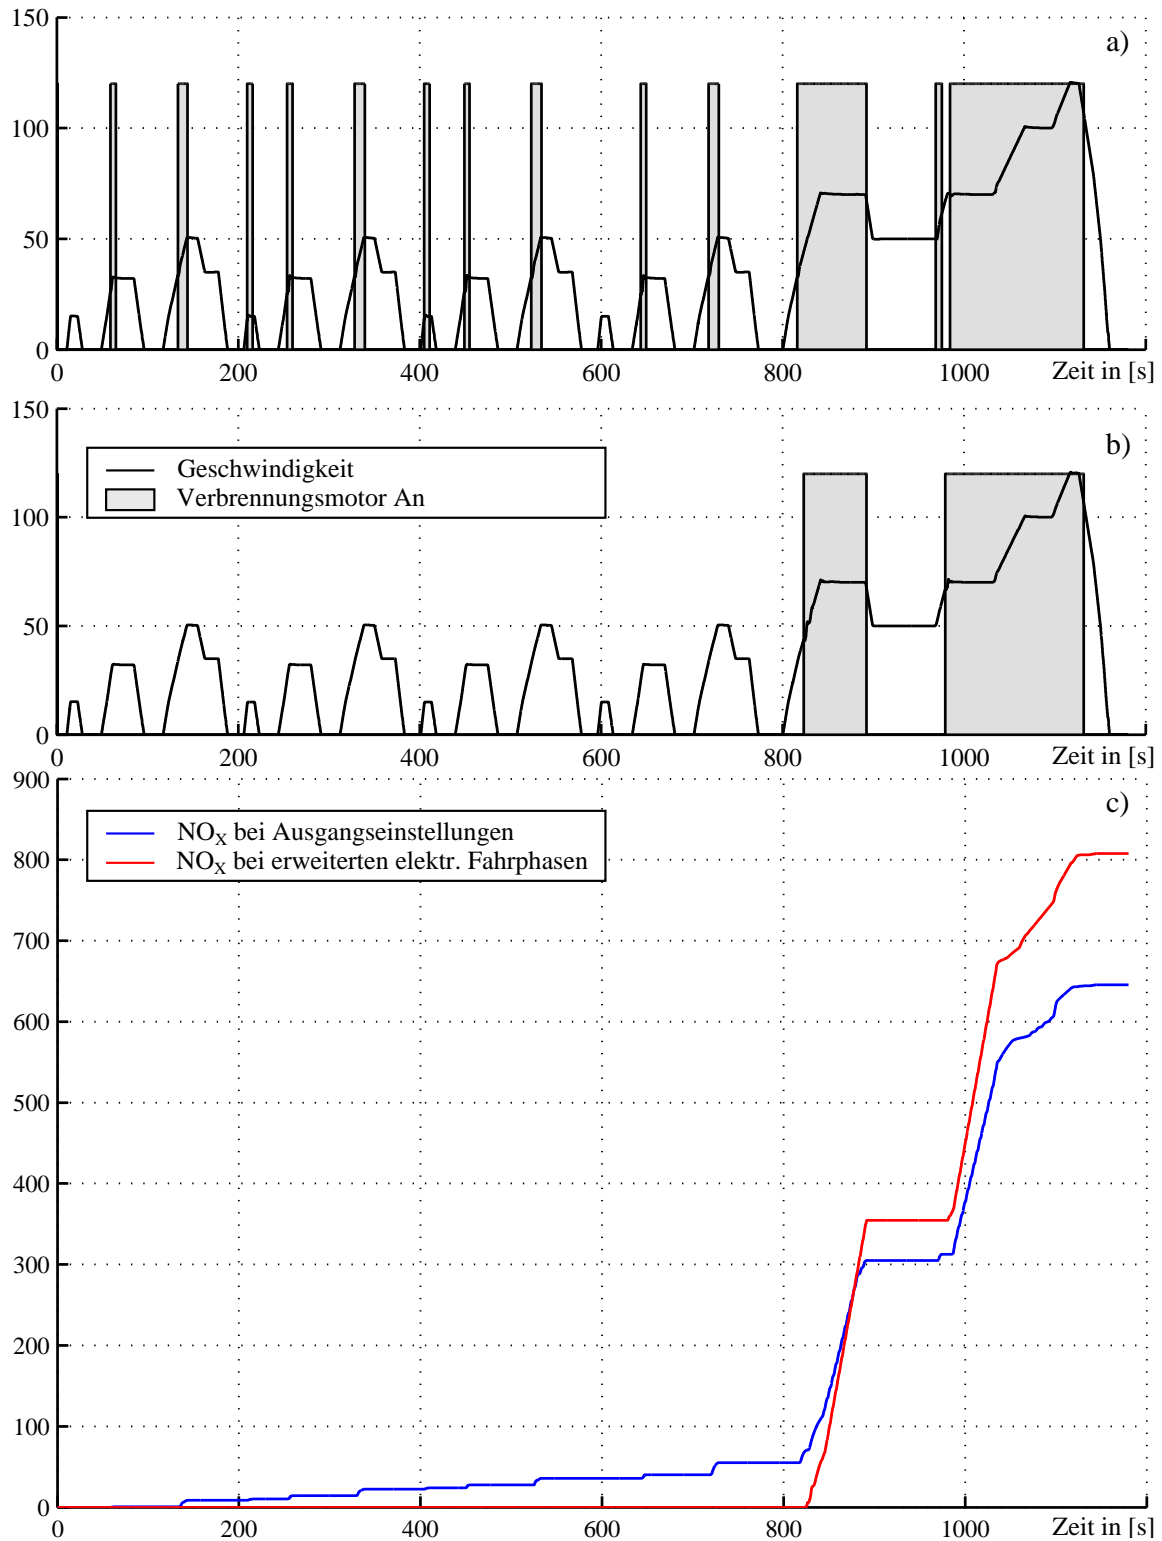 150
a)
100
50
0
0 200 400 600 800 1000 Zeit in [s]
150
b)
Geschwindigkeit
Verbrennungsmotor An
100
50
0
0 200 400 600 800 1000 Zeit in [s]
900
c)
NOX bei Ausgangseinstellungen
NOX bei erweiterten elektr. Fahrphasen
800
700
600
500
400
300
200
100
0
0 200 400 600 800 1000 Zeit in [s]